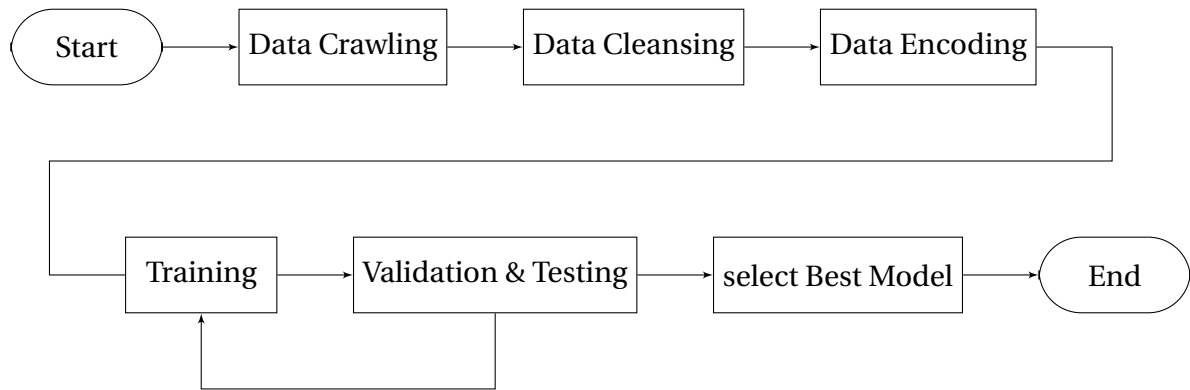 Start
Data Crawling
Data Cleansing
Data Encoding
Training
Validation & Testing
select Best Model
End